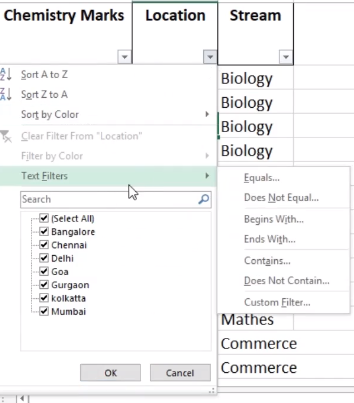 Chemistry Marks Location Stream
Sort A to Z
Sort Z to A
Sort by Color
Clear Filter From "Location"
Filter by Color
Text Filters
Search
(Select All)
Bangalore
Chennai
Delhi
Goa
Gurgaon
kolkatta
Mumbai
OK Cancel
Biology
Biology
Biology
Biology
Equals...
Does Not Equal...
Begins With...
Ends With...
Contains...
Does Not Contain...
Custom Filter...
Mathes
Commerce
Commerce